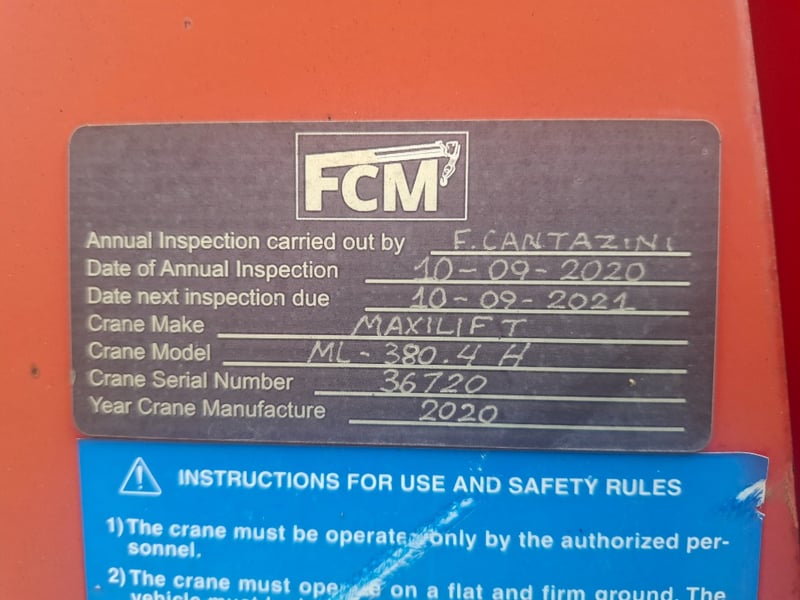 FCM
Annual Inspection carried out by F. CANTAZINI
Date of Annual Inspection 10-09-2020
Date next inspection due 10-09-2021
Crane Make MAXILIFT
Crane Model ML-380.4 H
Crane Serial Number 36720
Year Crane Manufacture 2020
INSTRUCTIONS FOR USE AND SAFETY RULES
1) The crane must be operate only by the authorized per-
sonnel.
2) The crane must on a flat and firm ground. The
vehicle must